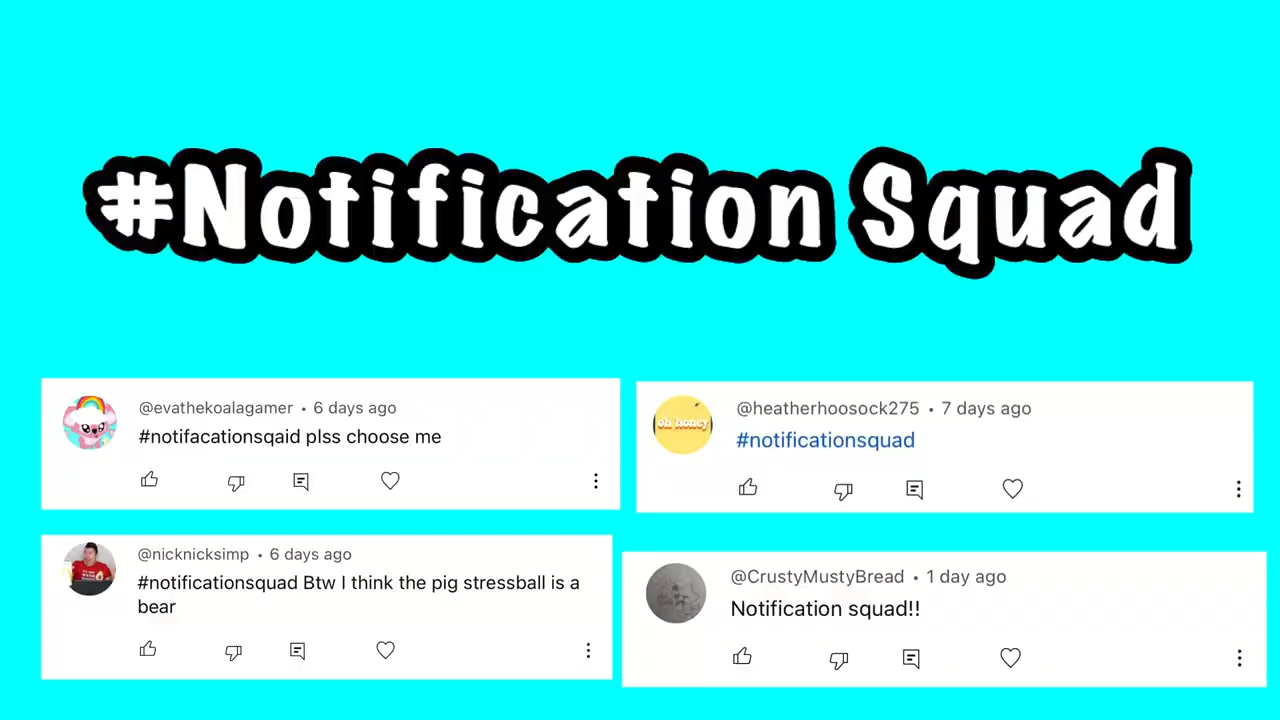 #Notification Squad
@evathekoalagamer • 6 days ago
#notifacationsqaid plss choose me
oh honey
@heatherhoosock275 • 7 days ago
#notificationsquad
@nicknicksimp • 6 days ago
#notificationsquad Btw I think the pig stressball is a
bear
@CrustyMustyBread • 1 day ago
Notification squad!!